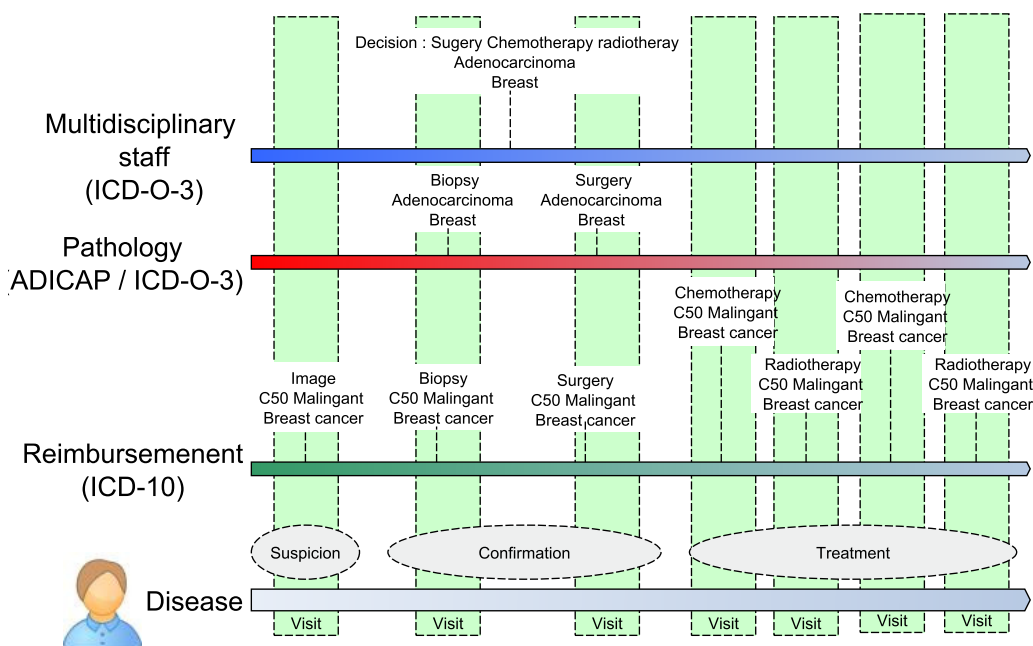 Decision : Sugery Chemotherapy radiotheray
Adenocarcinoma
Breast
Multidisciplinary
staff
(ICD-O-3)
Biopsy
Adenocarcinoma
Breast
Surgery
Adenocarcinoma
Breast
Pathology
(ADICAP / ICD-O-3)
Chemotherapy
C50 Malingant
Breast cancer
Chemotherapy
C50 Malingant
Breast cancer
Radiotherapy
C50 Malingant
Breast cancer
Radiotherapy
C50 Malingant
Breast cancer
Image
C50 Malingant
Breast cancer
Biopsy
C50 Malingant
Breast cancer
Surgery
C50 Malingant
Breast cancer
Reimbursemenent
(ICD-10)
Suspicion
Confirmation
Treatment
Disease
Visit
Visit
Visit
Visit
Visit
Visit
Visit